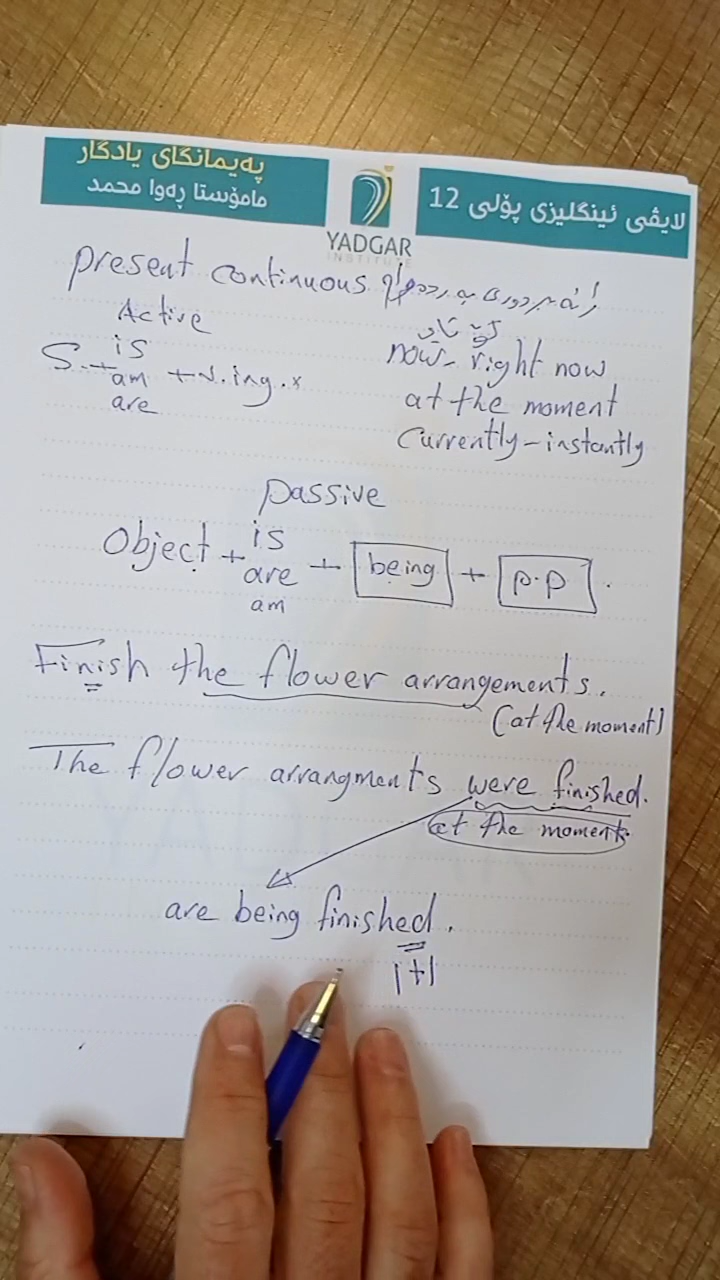 پەیمانگای یادگار
مامۆستا ڕەوا محمد
YADGAR
INSTITUTE
لایڤی ئینگلیزی پۆلی 12
present continuous رانەبردوری بەردەوام
Active
S. + is + v.ing.x
am
are
now - right now
at the moment
Currently - instantly
passive
Object + is + being + p.p.
are
am
Finish the flower arrangements.
(at the moment)
The flower arrangments were finished.
at the moment.
are being finished.
/t/